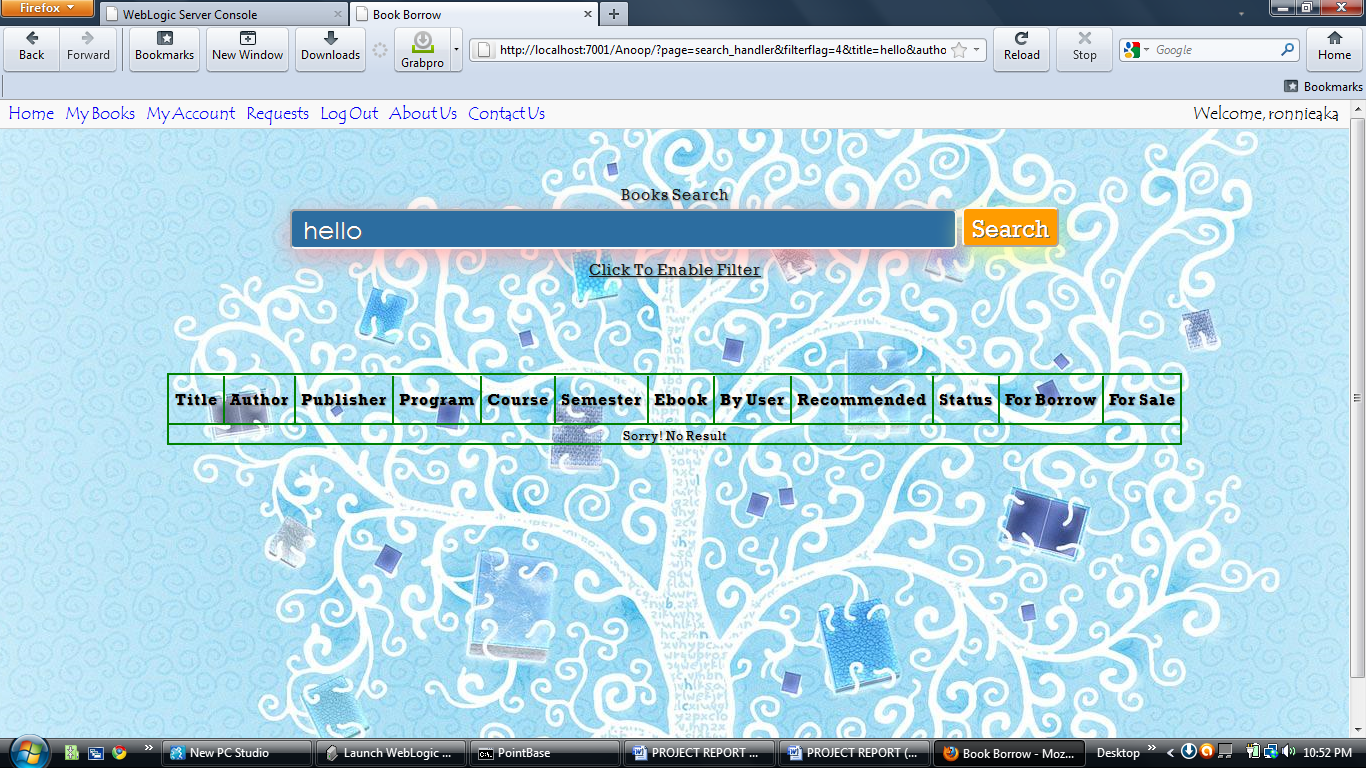 Firefox
WebLogic Server Console
Book Borrow
Back
Forward
Bookmarks
New Window
Downloads
Grabpro
http://localhost:7001/Anoop/?page=search_handler&filterflag=4&title=hello&autho
Reload
Stop
Google
Home
Bookmarks
Home My Books My Account Requests Log Out About Us Contact Us
Welcome, ronnieaka
Books Search
hello
Search
Click To Enable Filter
Title Author Publisher Program Course Semester Ebook By User Recommended Status For Borrow For Sale
Sorry! No Result
New PC Studio
Launch WebLogic ...
PointBase
PROJECT REPORT ...
PROJECT REPORT (...
Book Borrow - Moz...
Desktop
10:52 PM